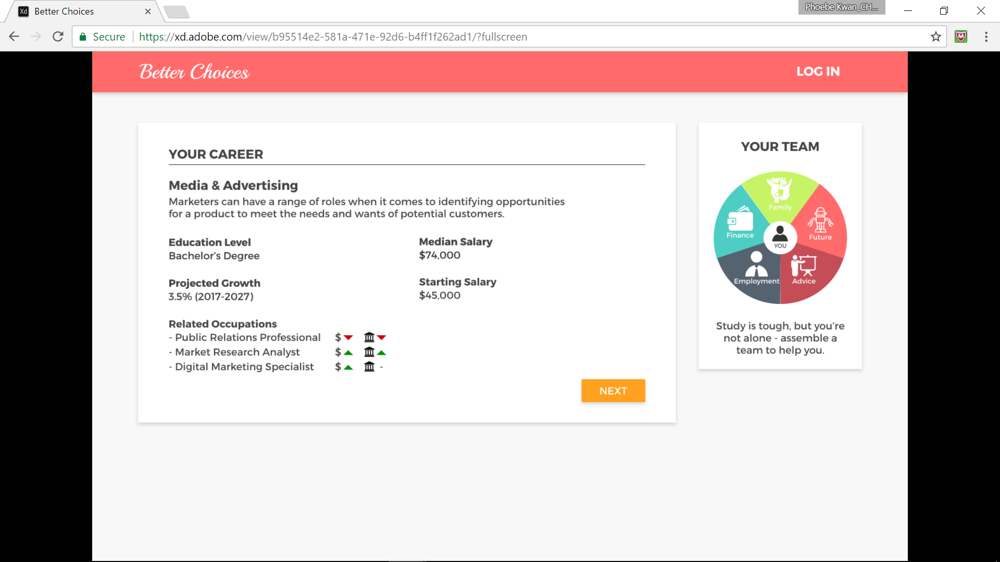 Xd Better Choices
Phoebe Kwan_CH...
Secure https://xd.adobe.com/view/b95514e2-581a-471e-92d6-b4ff1f262ad1/?fullscreen
Better Choices
LOG IN
YOUR CAREER
Media & Advertising
Marketers can have a range of roles when it comes to identifying opportunities
for a product to meet the needs and wants of potential customers.
Education Level
Bachelor's Degree
Median Salary
$74,000
Projected Growth
3.5% (2017-2027)
Starting Salary
$45,000
Related Occupations
- Public Relations Professional $
- Market Research Analyst $
- Digital Marketing Specialist $ -
NEXT
YOUR TEAM
Family
Finance
Future
YOU
Employment
Advice
Study is tough, but you're
not alone - assemble a
team to help you.